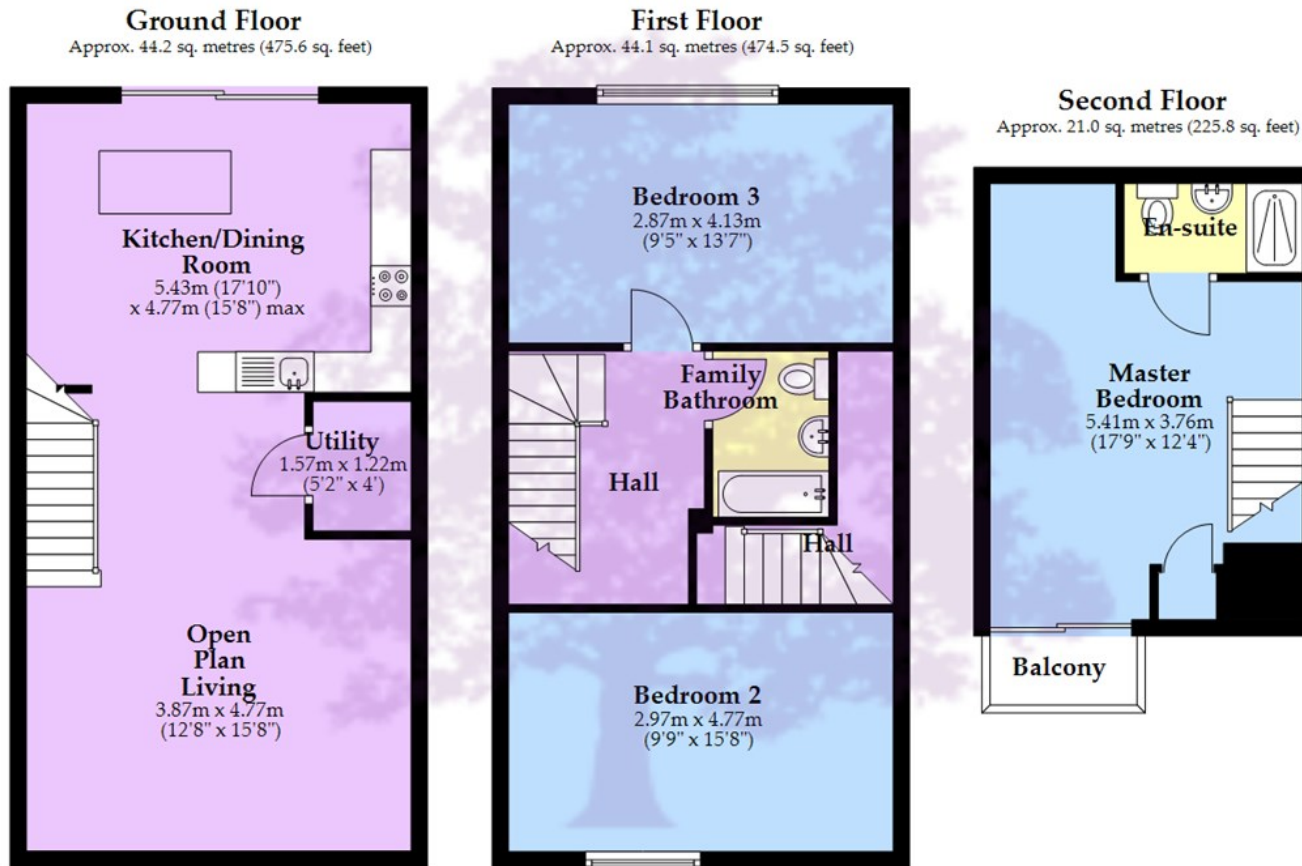 Ground Floor
Approx. 44.2 sq. metres (475.6 sq. feet)
Kitchen/Dining
Room
5.43m (17'10")
x 4.77m (15'8") max
Utility
1.57m x 1.22m
(5'2" x 4')
Open
Plan
Living
3.87m x 4.77m
(12'8" x 15'8")
First Floor
Approx. 44.1 sq. metres (474.5 sq. feet)
Bedroom 3
2.87m x 4.13m
(9'5" x 13'7")
Family
Bathroom
Hall
Hall
Bedroom 2
2.97m x 4.77m
(9'9" x 15'8")
Second Floor
Approx. 21.0 sq. metres (225.8 sq. feet)
En-suite
Master
Bedroom
5.41m x 3.76m
(17'9" x 12'4")
Balcony